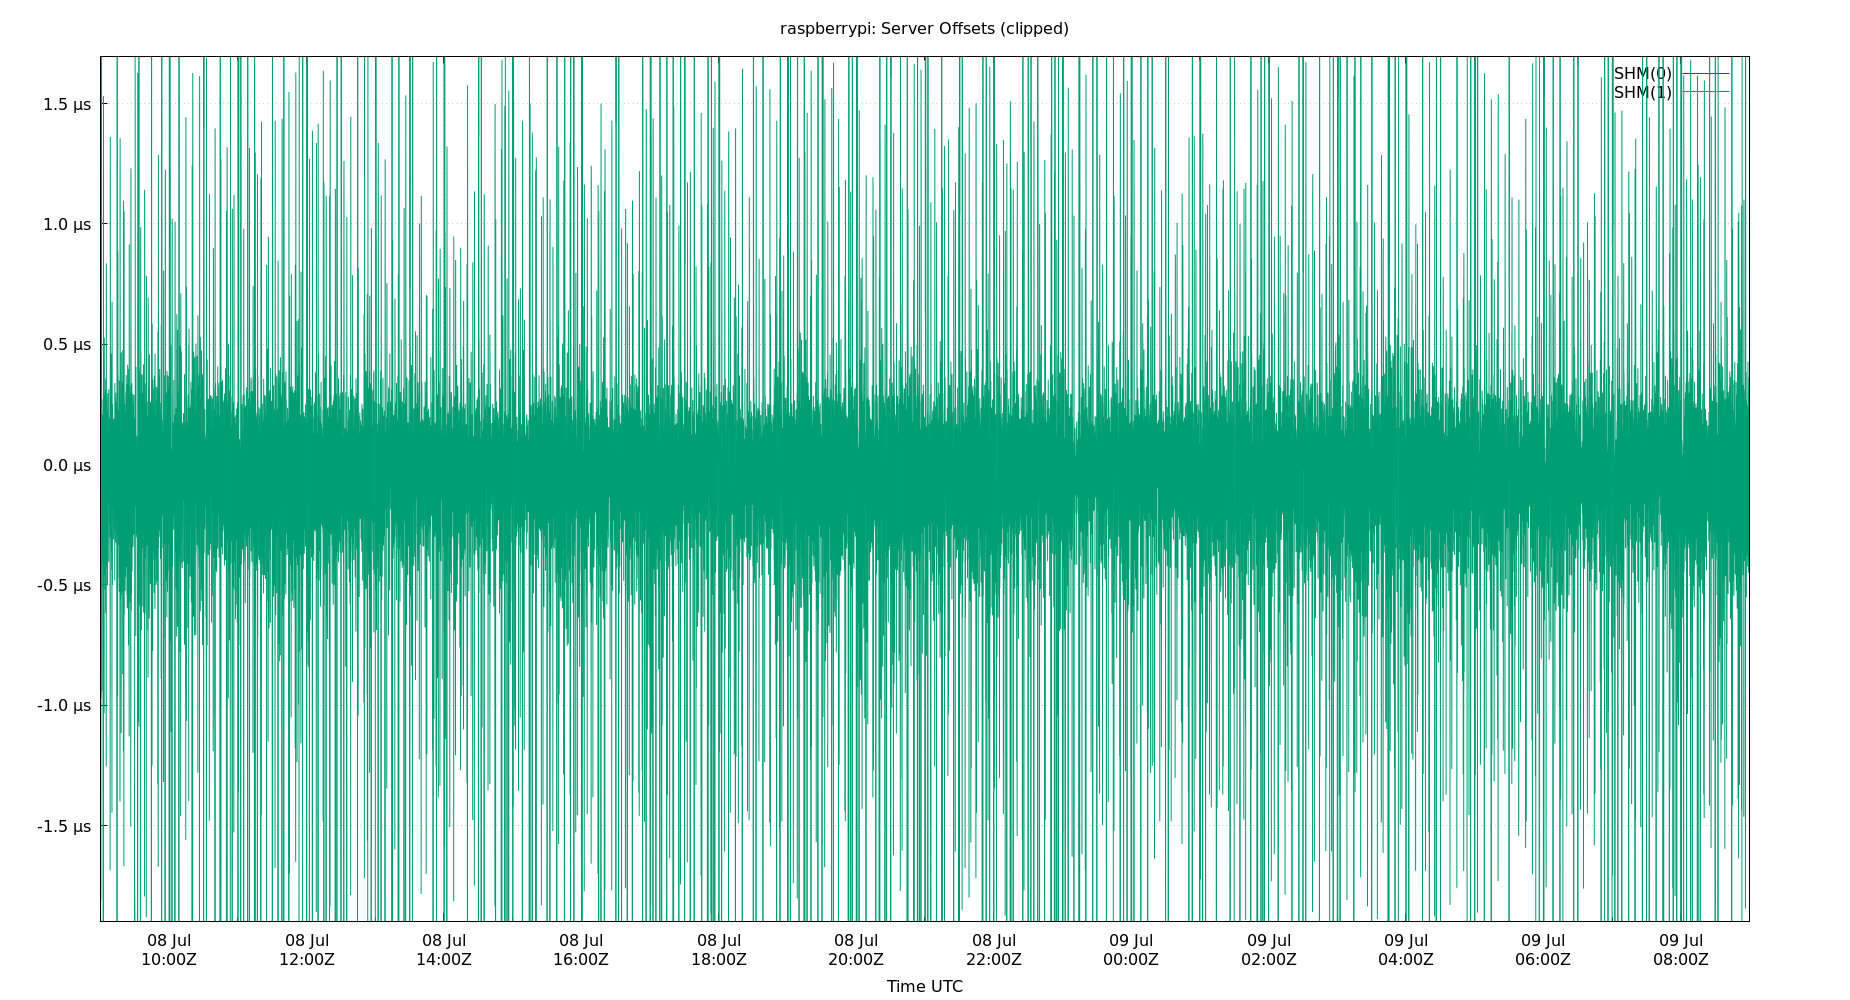 raspberrypi: Server Offsets (clipped)
SHM(0)
SHM(1)
1.5 μs
1.0 μs
0.5 μs
0.0 μs
-0.5 μs
-1.0 μs
-1.5 μs
08 Jul 08 Jul 08 Jul 08 Jul 08 Jul 08 Jul 08 Jul 09 Jul 09 Jul 09 Jul 09 Jul 09 Jul
10:00Z 12:00Z 14:00Z 16:00Z 18:00Z 20:00Z 22:00Z 00:00Z 02:00Z 04:00Z 06:00Z 08:00Z
Time UTC